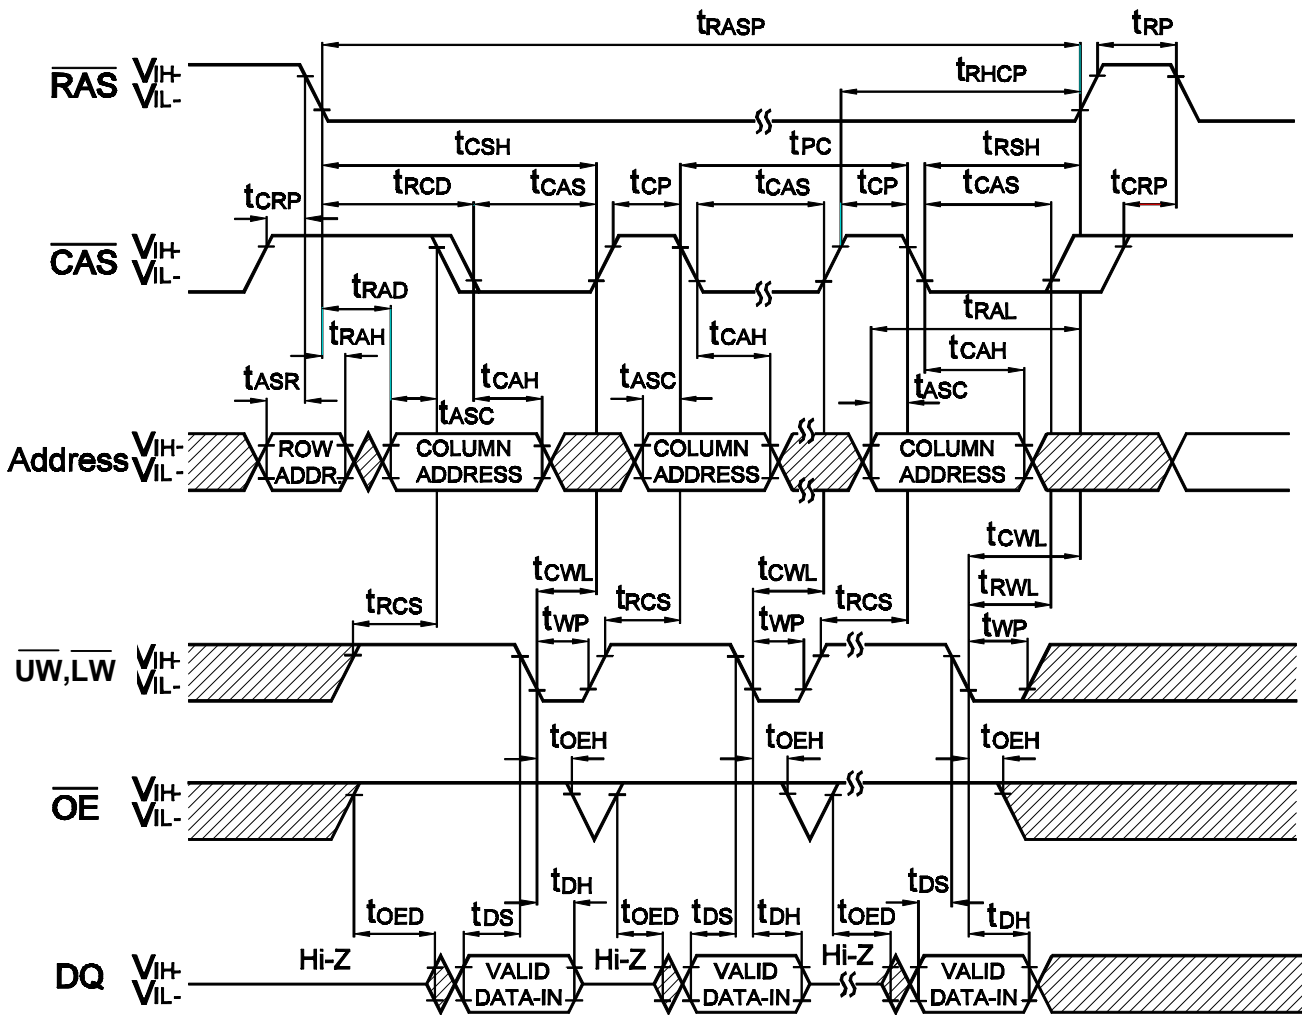 tRASP tRP
RAS VIH- VIL- tRHCP
tCSH tPC tRSH
tRCD tCAS tCP tCAS tCP tCAS tCRP
tCRP
CAS VIH- VIL-
tRAD tRAL
tRAH tCAH tCAH
tASR tCAH tASC tASC
tASC
Address VIH- VIL- ROW ADDR. COLUMN ADDRESS COLUMN ADDRESS COLUMN ADDRESS
tCWL
tCWL tCWL tRWL
tRCS tRCS tRCS
tWP tWP tWP
UW,LW VIH- VIL-
tOEH tOEH tOEH
OE VIH- VIL-
tDH tDS
tOED tDS tOED tDS tDH tOED tDH
DQ VIH- VIL- Hi-Z VALID DATA-IN Hi-Z VALID DATA-IN Hi-Z VALID DATA-IN